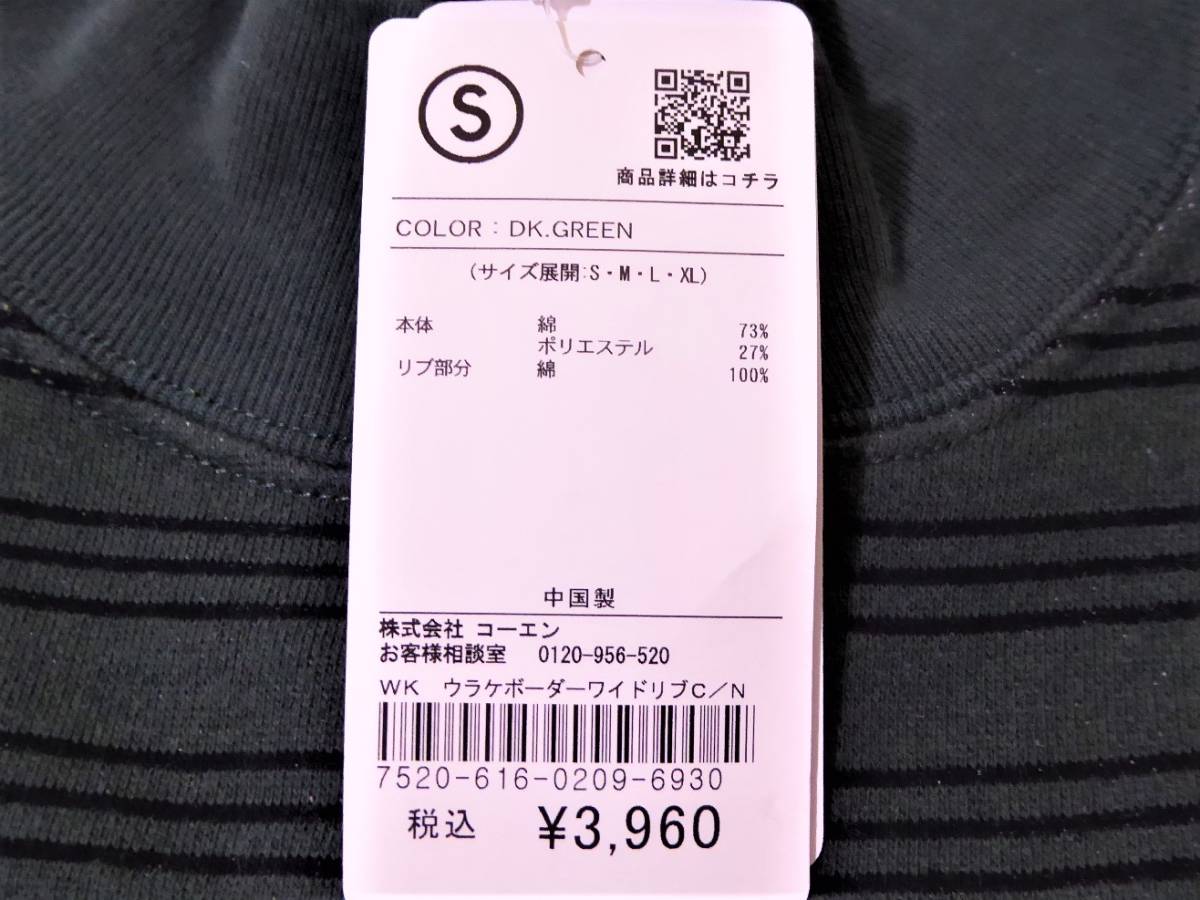 S
商品詳細はコチラ
COLOR：DK.GREEN
(サイズ展開:S・M・L・XL)
本体 綿 73%
ポリエステル 27%
リブ部分 綿 100%
中国製
株式会社 コーエン
お客様相談室 0120-956-520
WK ウラケボーダーワイドリブC／N
7520-616-0209-6930
税込 ¥3,960